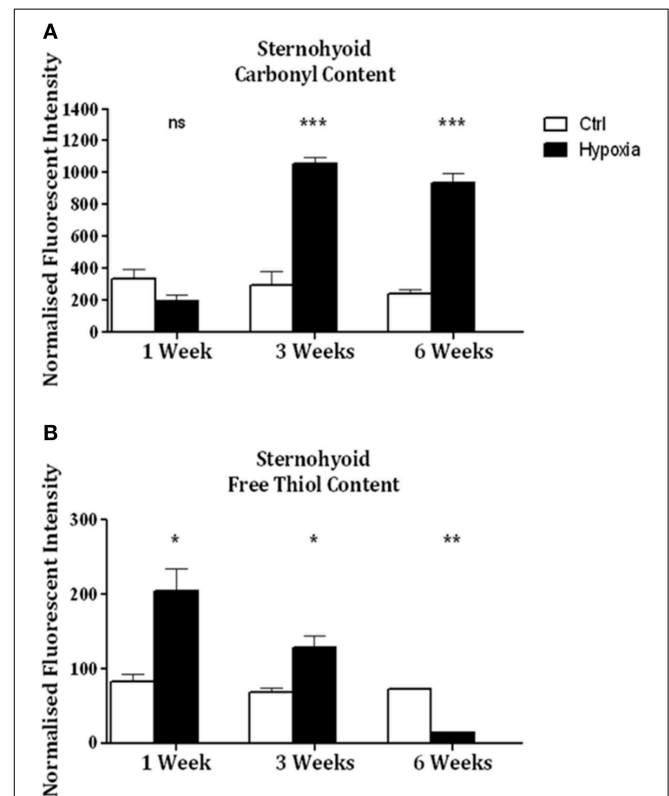 A
Sternohyoid
Carbonyl Content
Normalised Fluorescent Intensity
1400
1200
1000
800
600
400
200
0
ns
***
***
Ctrl
Hypoxia
1 Week
3 Weeks
6 Weeks
B
Sternohyoid
Free Thiol Content
Normalised Fluorescent Intensity
300
200
100
0
*
*
**
1 Week
3 Weeks
6 Weeks